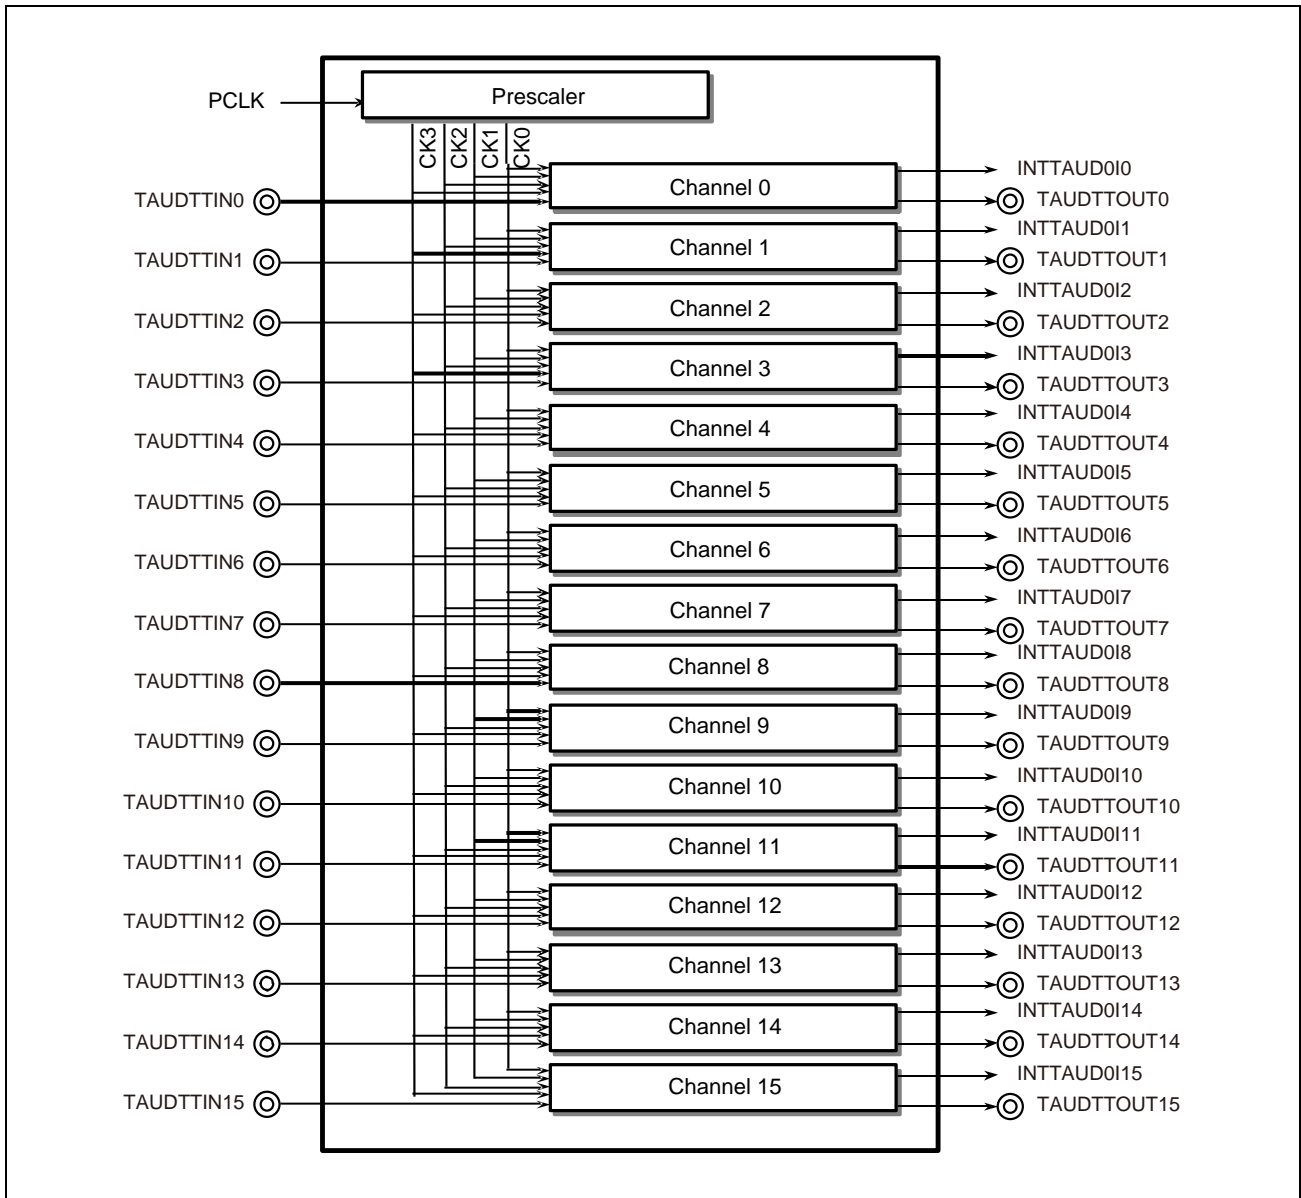 PCLK
Prescaler
CK3
CK2
CK1
CK0
TAUDTTIN0
Channel 0
INTTAUD0I0
TAUDTTOUT0
TAUDTTIN1
Channel 1
INTTAUD0I1
TAUDTTOUT1
TAUDTTIN2
Channel 2
INTTAUD0I2
TAUDTTOUT2
TAUDTTIN3
Channel 3
INTTAUD0I3
TAUDTTOUT3
TAUDTTIN4
Channel 4
INTTAUD0I4
TAUDTTOUT4
TAUDTTIN5
Channel 5
INTTAUD0I5
TAUDTTOUT5
TAUDTTIN6
Channel 6
INTTAUD0I6
TAUDTTOUT6
TAUDTTIN7
Channel 7
INTTAUD0I7
TAUDTTOUT7
TAUDTTIN8
Channel 8
INTTAUD0I8
TAUDTTOUT8
TAUDTTIN9
Channel 9
INTTAUD0I9
TAUDTTOUT9
TAUDTTIN10
Channel 10
INTTAUD0I10
TAUDTTOUT10
TAUDTTIN11
Channel 11
INTTAUD0I11
TAUDTTOUT11
TAUDTTIN12
Channel 12
INTTAUD0I12
TAUDTTOUT12
TAUDTTIN13
Channel 13
INTTAUD0I13
TAUDTTOUT13
TAUDTTIN14
Channel 14
INTTAUD0I14
TAUDTTOUT14
TAUDTTIN15
Channel 15
INTTAUD0I15
TAUDTTOUT15